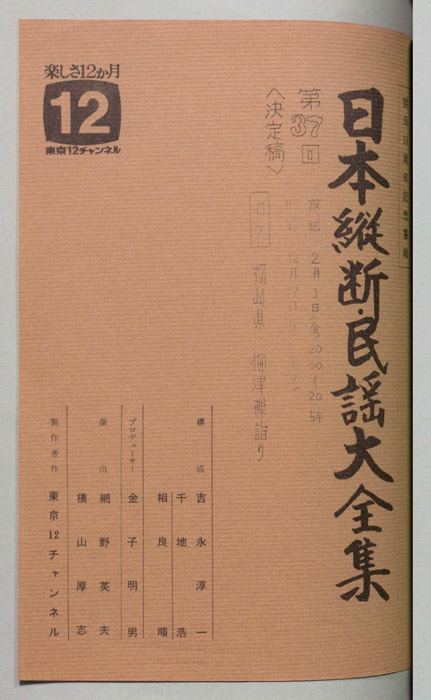 楽しさ12か月
12
東京12チャンネル
日本縦断・民謡大全集
第37回
〈決定稿〉
放送 2月1日(金)20:00〜20:54
福島県 柳津 詣り
構成 吉永淳一
千地浩
相良順
プロデューサー 金子明男
演出 網野英夫
橋山厚志
製作著作 東京12チャンネル